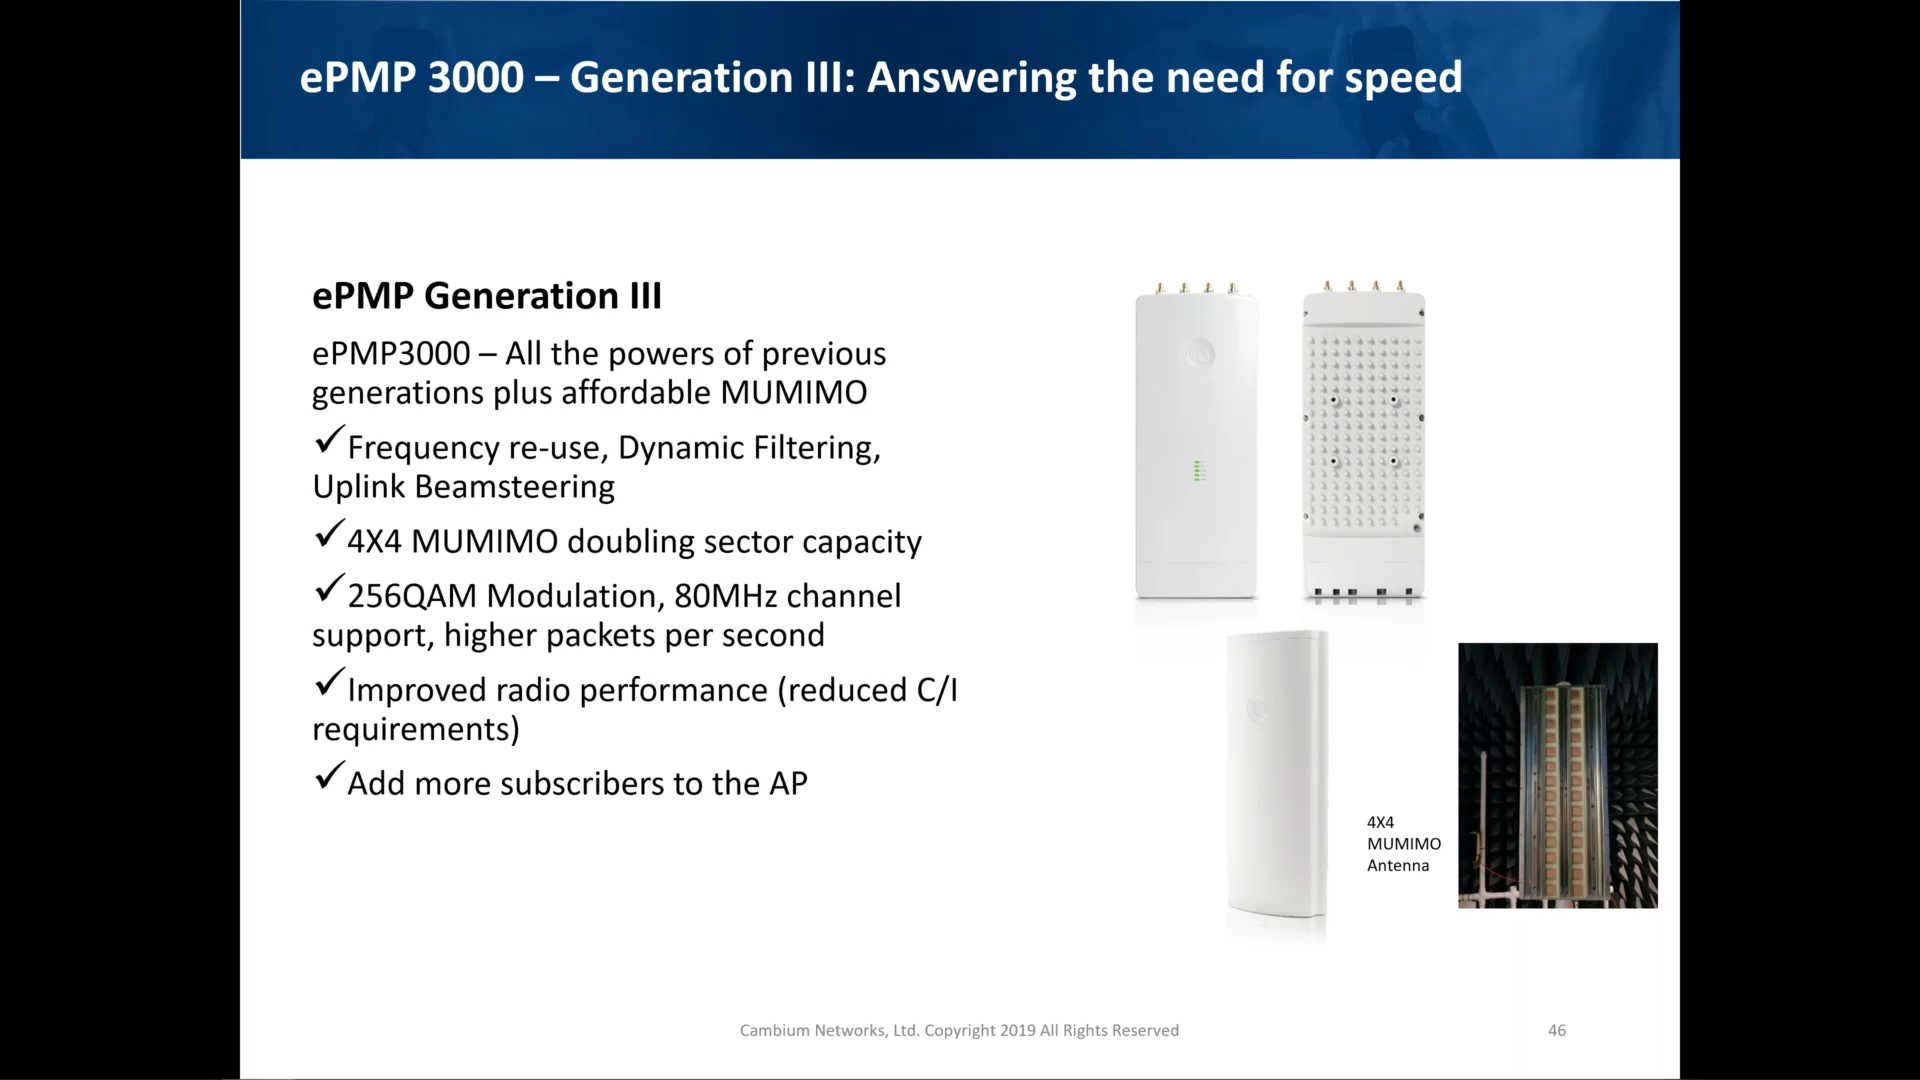 ePMP 3000 – Generation III: Answering the need for speed
ePMP Generation III
ePMP3000 – All the powers of previous
generations plus affordable MUMIMO
✓Frequency re-use, Dynamic Filtering,
Uplink Beamsteering
✓4X4 MUMIMO doubling sector capacity
✓256QAM Modulation, 80MHz channel
support, higher packets per second
✓Improved radio performance (reduced C/I
requirements)
✓Add more subscribers to the AP
4X4
MUMIMO
Antenna
Cambium Networks, Ltd. Copyright 2019 All Rights Reserved
46